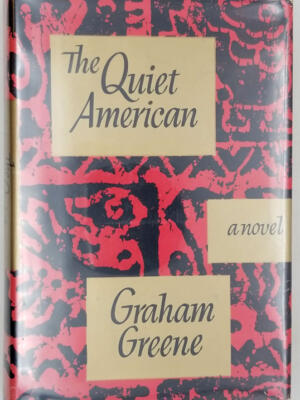 The Quiet
American
a novel
Graham
Greene